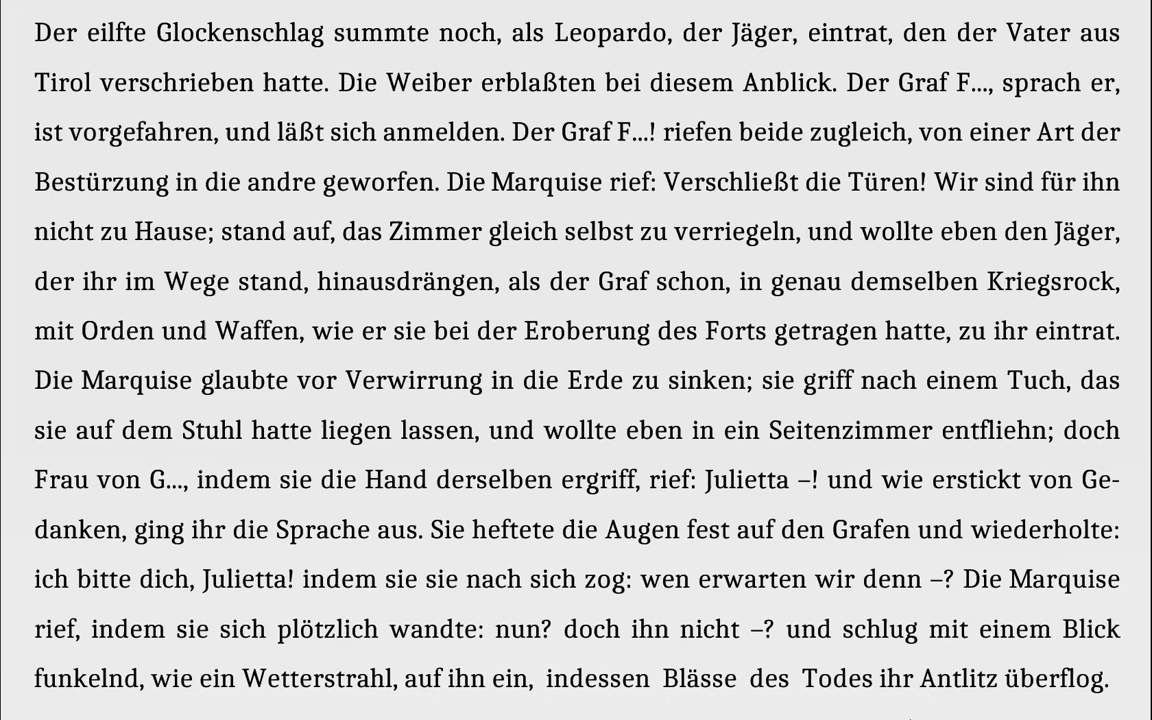 Der eilfte Glockenschlag summte noch, als Leopardo, der Jäger, eintrat, den der Vater aus
Tirol verschrieben hatte. Die Weiber erblaßten bei diesem Anblick. Der Graf F..., sprach er,
ist vorgefahren, und läßt sich anmelden. Der Graf F...! riefen beide zugleich, von einer Art der
Bestürzung in die andre geworfen. Die Marquise rief: Verschließt die Türen! Wir sind für ihn
nicht zu Hause; stand auf, das Zimmer gleich selbst zu verriegeln, und wollte eben den Jäger,
der ihr im Wege stand, hinausdrängen, als der Graf schon, in genau demselben Kriegsrock,
mit Orden und Waffen, wie er sie bei der Eroberung des Forts getragen hatte, zu ihr eintrat.
Die Marquise glaubte vor Verwirrung in die Erde zu sinken; sie griff nach einem Tuch, das
sie auf dem Stuhl hatte liegen lassen, und wollte eben in ein Seitenzimmer entfliehn; doch
Frau von G..., indem sie die Hand derselben ergriff, rief: Julietta –! und wie erstickt von Ge-
danken, ging ihr die Sprache aus. Sie heftete die Augen fest auf den Grafen und wiederholte:
ich bitte dich, Julietta! indem sie sie nach sich zog: wen erwarten wir denn –? Die Marquise
rief, indem sie sich plötzlich wandte: nun? doch ihn nicht –? und schlug mit einem Blick
funkelnd, wie ein Wetterstrahl, auf ihn ein, indessen Blässe des Todes ihr Antlitz überflog.